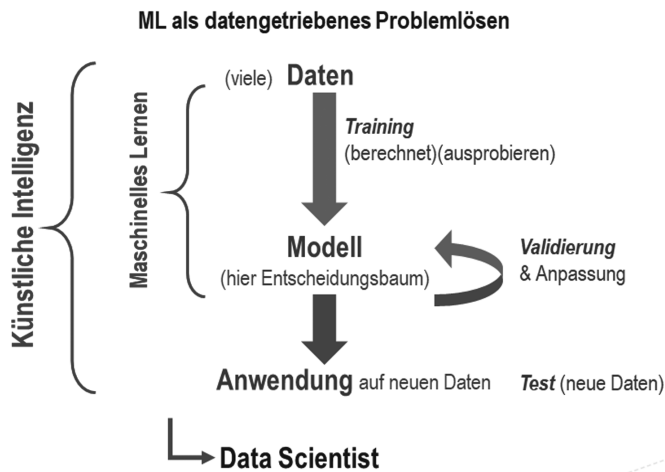 ML als datengetriebenes Problemlösen
Künstliche Intelligenz
Maschinelles Lernen
(viele) Daten
Training
(berechnet)(ausprobieren)
Modell
(hier Entscheidungsbaum)
Validierung
& Anpassung
Anwendung auf neuen Daten
Test (neue Daten)
Data Scientist